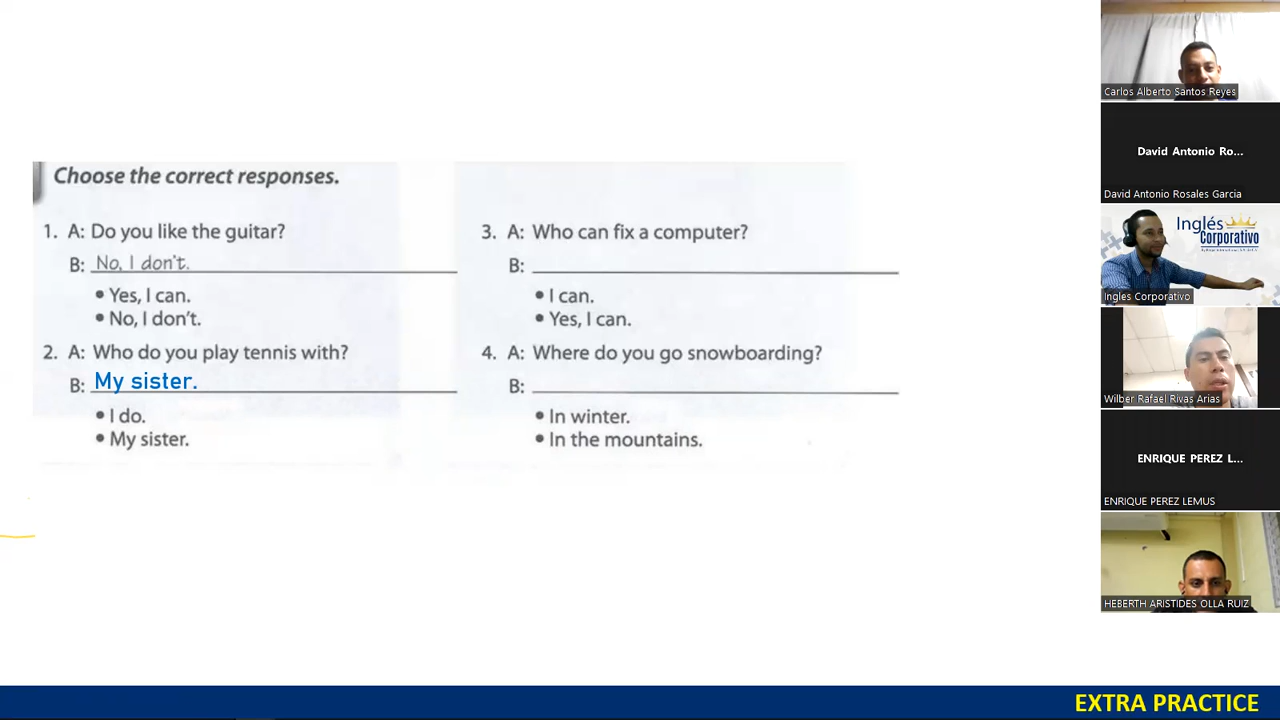 Choose the correct responses.
1. A: Do you like the guitar?
B: No, I don't.
• Yes, I can.
• No, I don't.
2. A: Who do you play tennis with?
B: My sister.
• I do.
• My sister.
3. A: Who can fix a computer?
B:
• I can.
• Yes, I can.
4. A: Where do you go snowboarding?
B:
• In winter.
• In the mountains.
Carlos Alberto Santos Reyes
David Antonio Ro...
David Antonio Rosales Garcia
Inglés
Corporativo
Ingles Corporativo
Wilber Rafael Rivas Arias
ENRIQUE PEREZ L...
ENRIQUE PEREZ LEMUS
HEBERTH ARISTIDES OLLA RUIZ
EXTRA PRACTICE